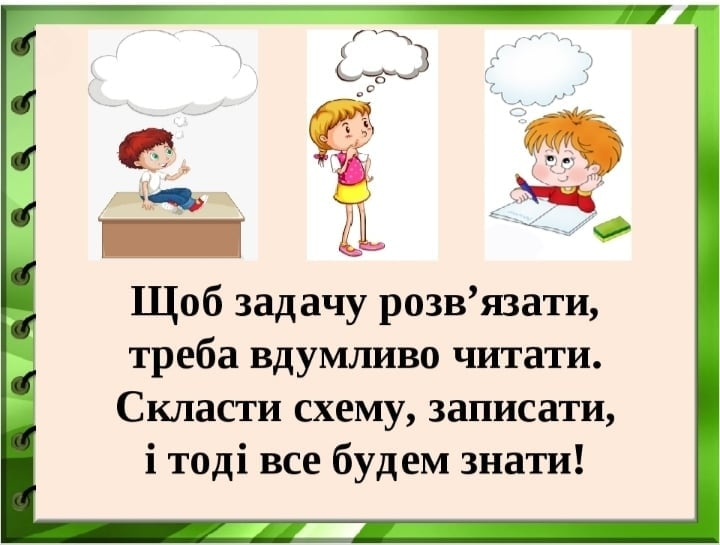 Щоб задачу розв’язати,
треба вдумливо читати.
Скласти схему, записати,
і тоді все будем знати!